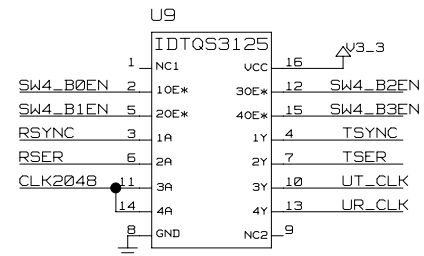 U9
IDTQS3125
1 NC1 VCC 16 V3_3
SW4_B0EN 2 1OE* 3OE* 12 SW4_B2EN
SW4_B1EN 5 2OE* 4OE* 15 SW4_B3EN
RSYNC 3 1A 1Y 4 TSYNC
RSER 6 2A 2Y 7 TSER
CLK2048 11 3A 3Y 10 UT_CLK
14 4A 4Y 13 UR_CLK
8 GND NC2 9